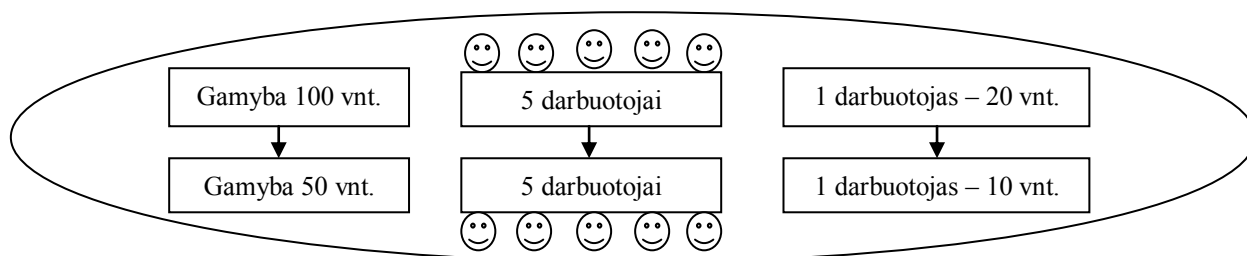 Gamyba 100 vnt.
5 darbuotojai
1 darbuotojas – 20 vnt.
Gamyba 50 vnt.
5 darbuotojai
1 darbuotojas – 10 vnt.